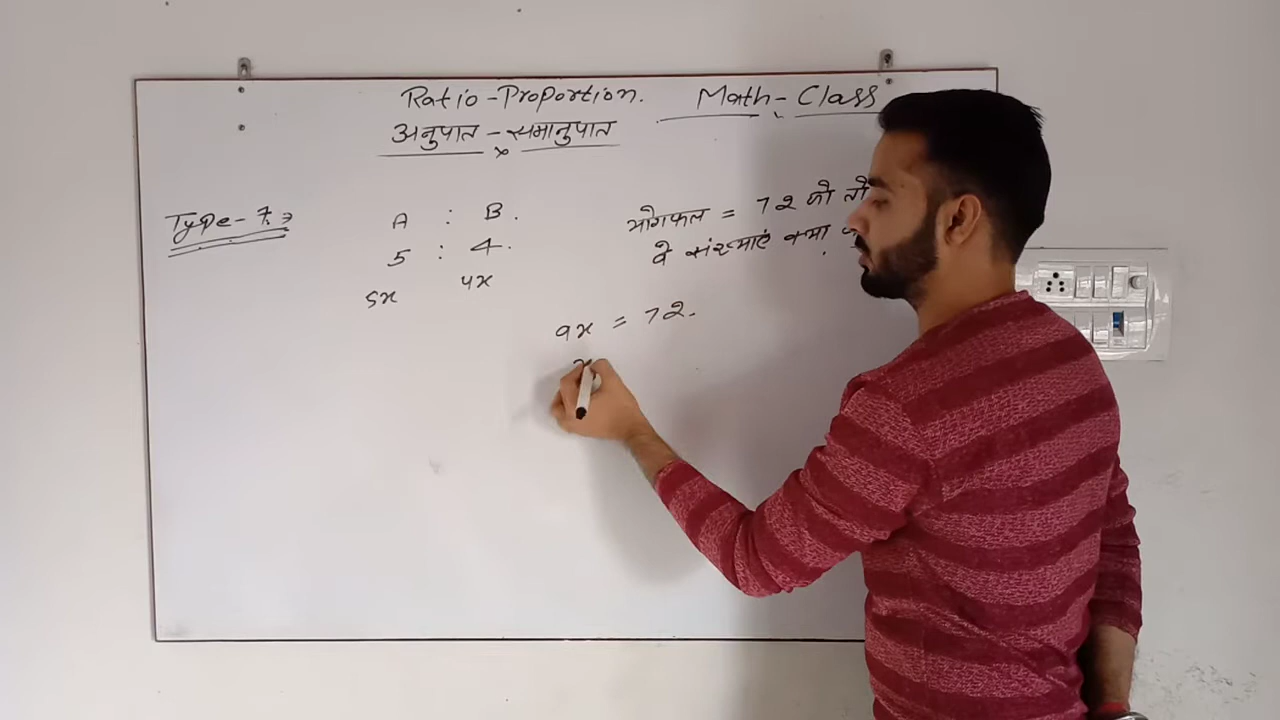 Ratio-Proportion. Math-Class
अनुपात - समानुपात
Type-7.
A : B.
5 : 4.
5x 4x
योगफल = 72 हो तो
वे संख्याएं क्या
9x = 72.
x